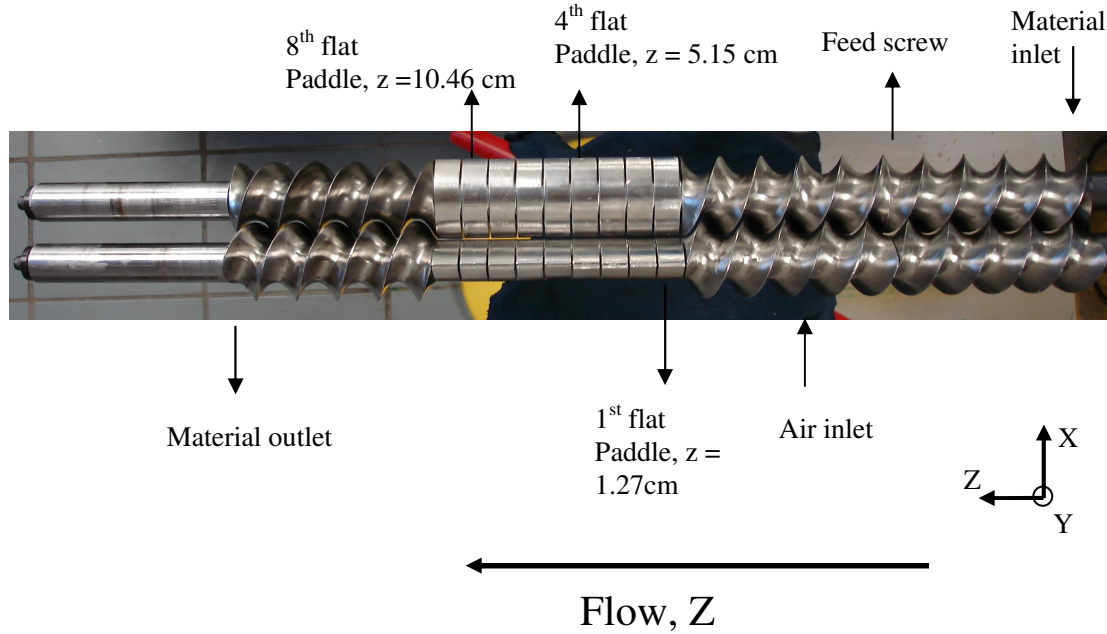 8th flat
Paddle, z =10.46 cm
4th flat
Paddle, z = 5.15 cm
Feed screw
Material
inlet
Material outlet
1st flat
Paddle, z =
1.27cm
Air inlet
X
Z
Y
Flow, Z